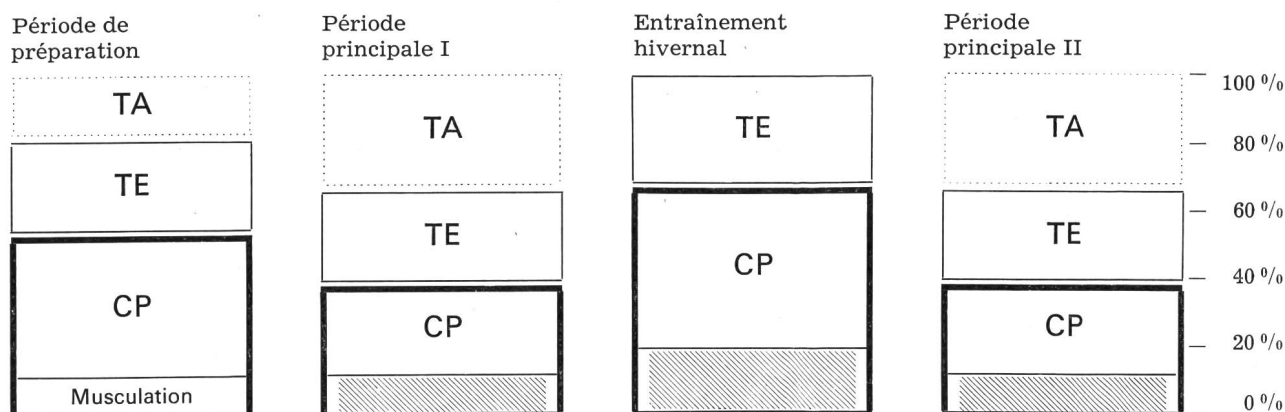 Période de
préparation
Période
principale I
Entraînement
hivernal
Période
principale II
TA
TE
CP
Musculation
TA
TE
CP
TE
CP
TA
TE
CP
100 %
80 %
60 %
40 %
20 %
0 %